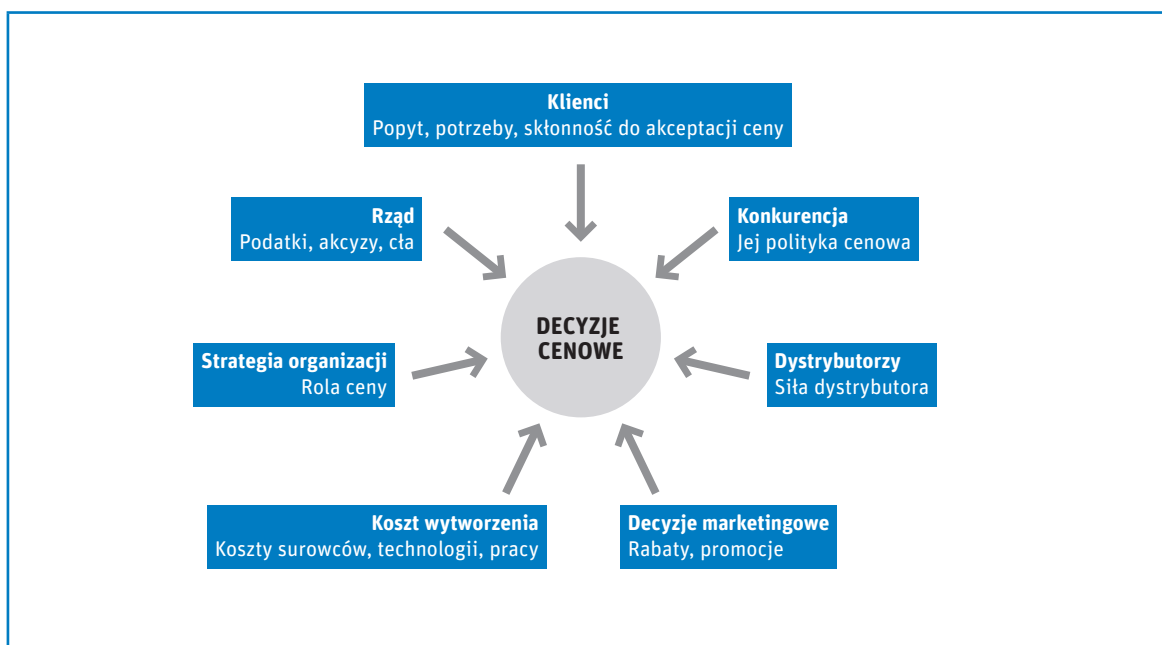 Klienci
Popyt, potrzeby, skłonność do akceptacji ceny
Rząd
Podatki, akcyzy, cła
Konkurencja
Jej polityka cenowa
DECYZJE
CENOWE
Strategia organizacji
Rola ceny
Dystrybutorzy
Siła dystrybutora
Koszt wytworzenia
Koszty surowców, technologii, pracy
Decyzje marketingowe
Rabaty, promocje